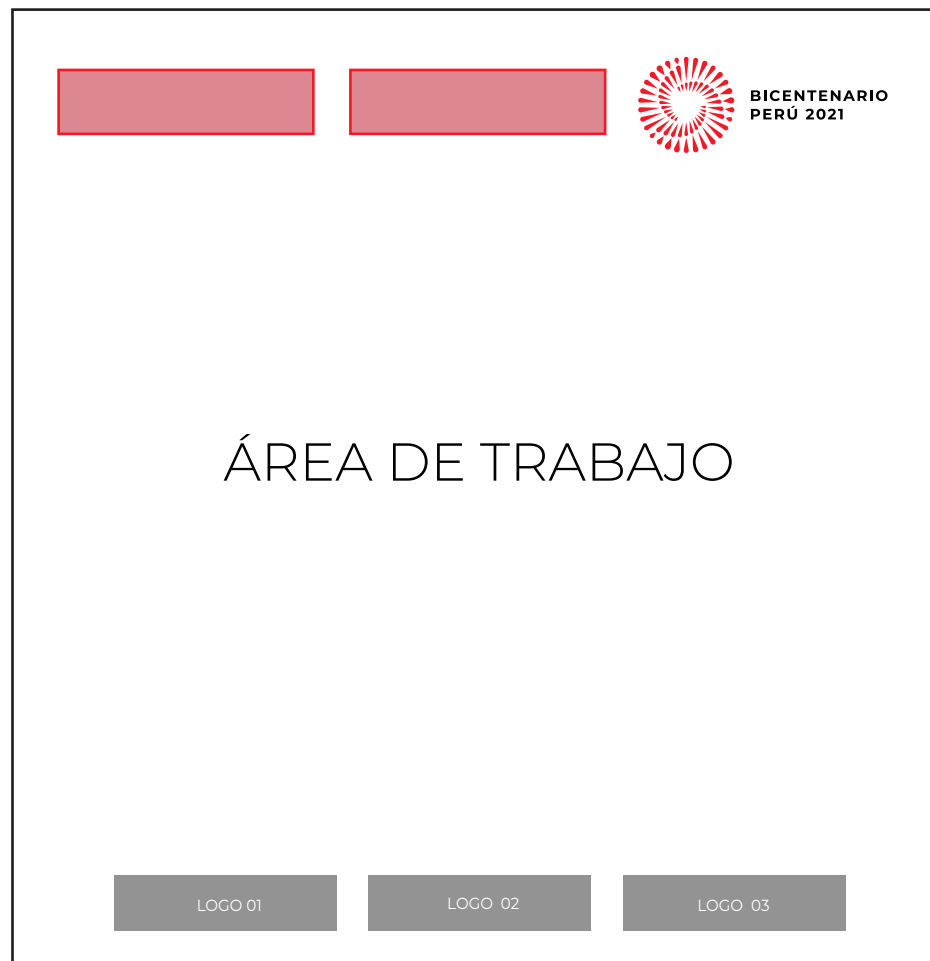 BICENTENARIO
PERÚ 2021
ÁREA DE TRABAJO
LOGO 01
LOGO 02
LOGO 03